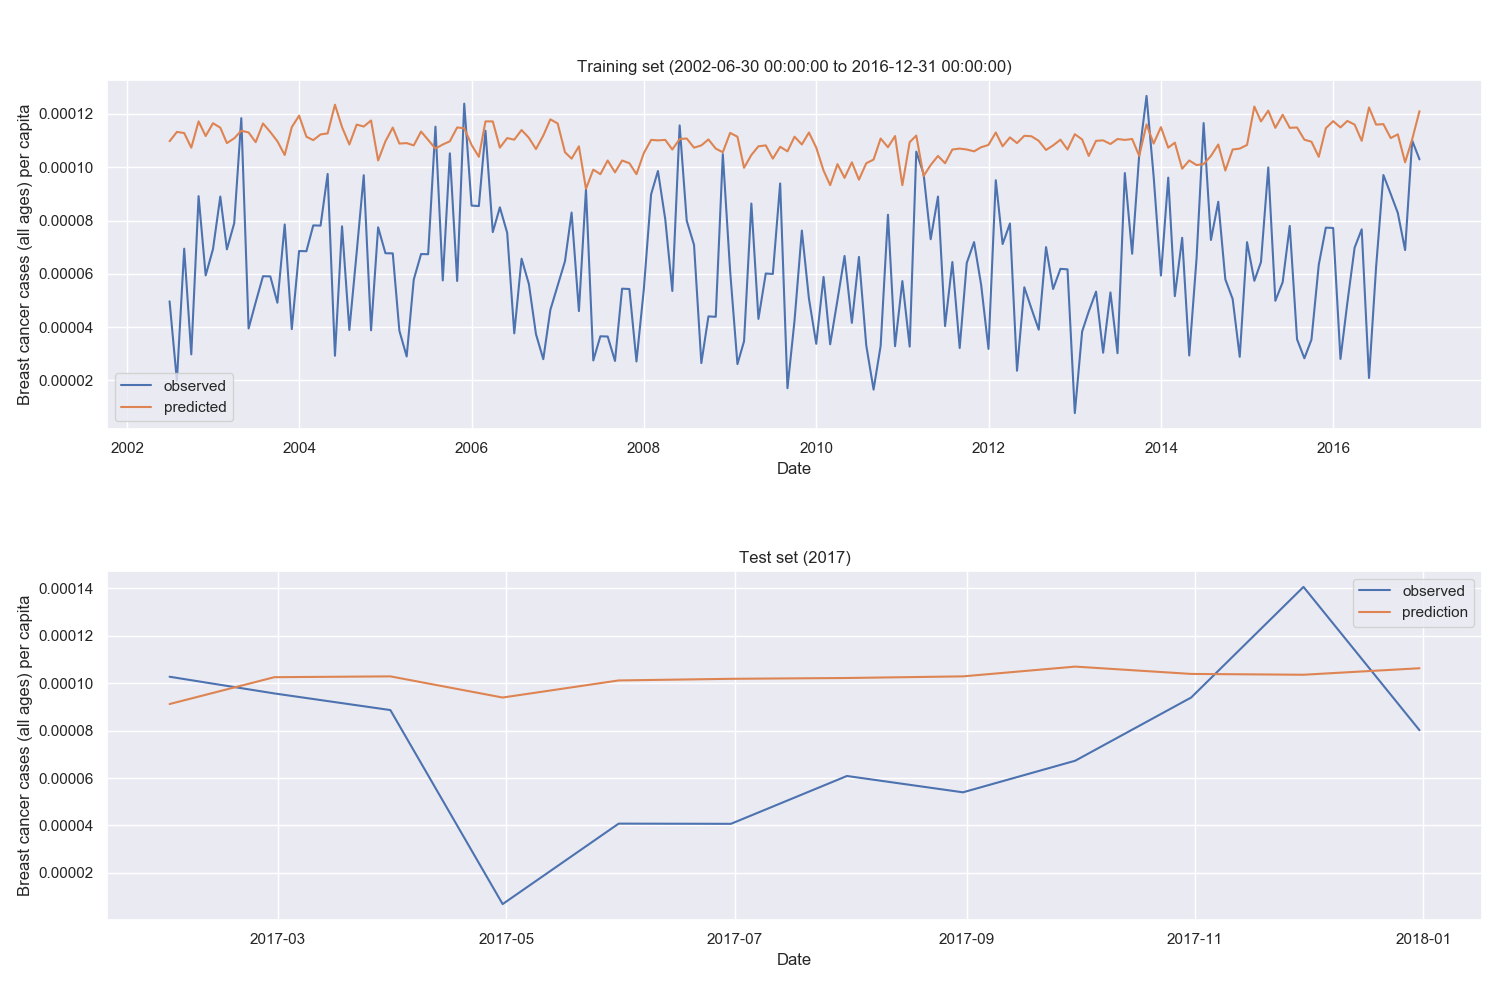 Training set (2002-06-30 00:00:00 to 2016-12-31 00:00:00)
Breast cancer cases (all ages) per capita
0.00012
0.00010
0.00008
0.00006
0.00004
0.00002
observed
predicted
2002 2004 2006 2008 2010 2012 2014 2016
Date
Test set (2017)
Breast cancer cases (all ages) per capita
0.00014
0.00012
0.00010
0.00008
0.00006
0.00004
0.00002
observed
prediction
2017-03 2017-05 2017-07 2017-09 2017-11 2018-01
Date